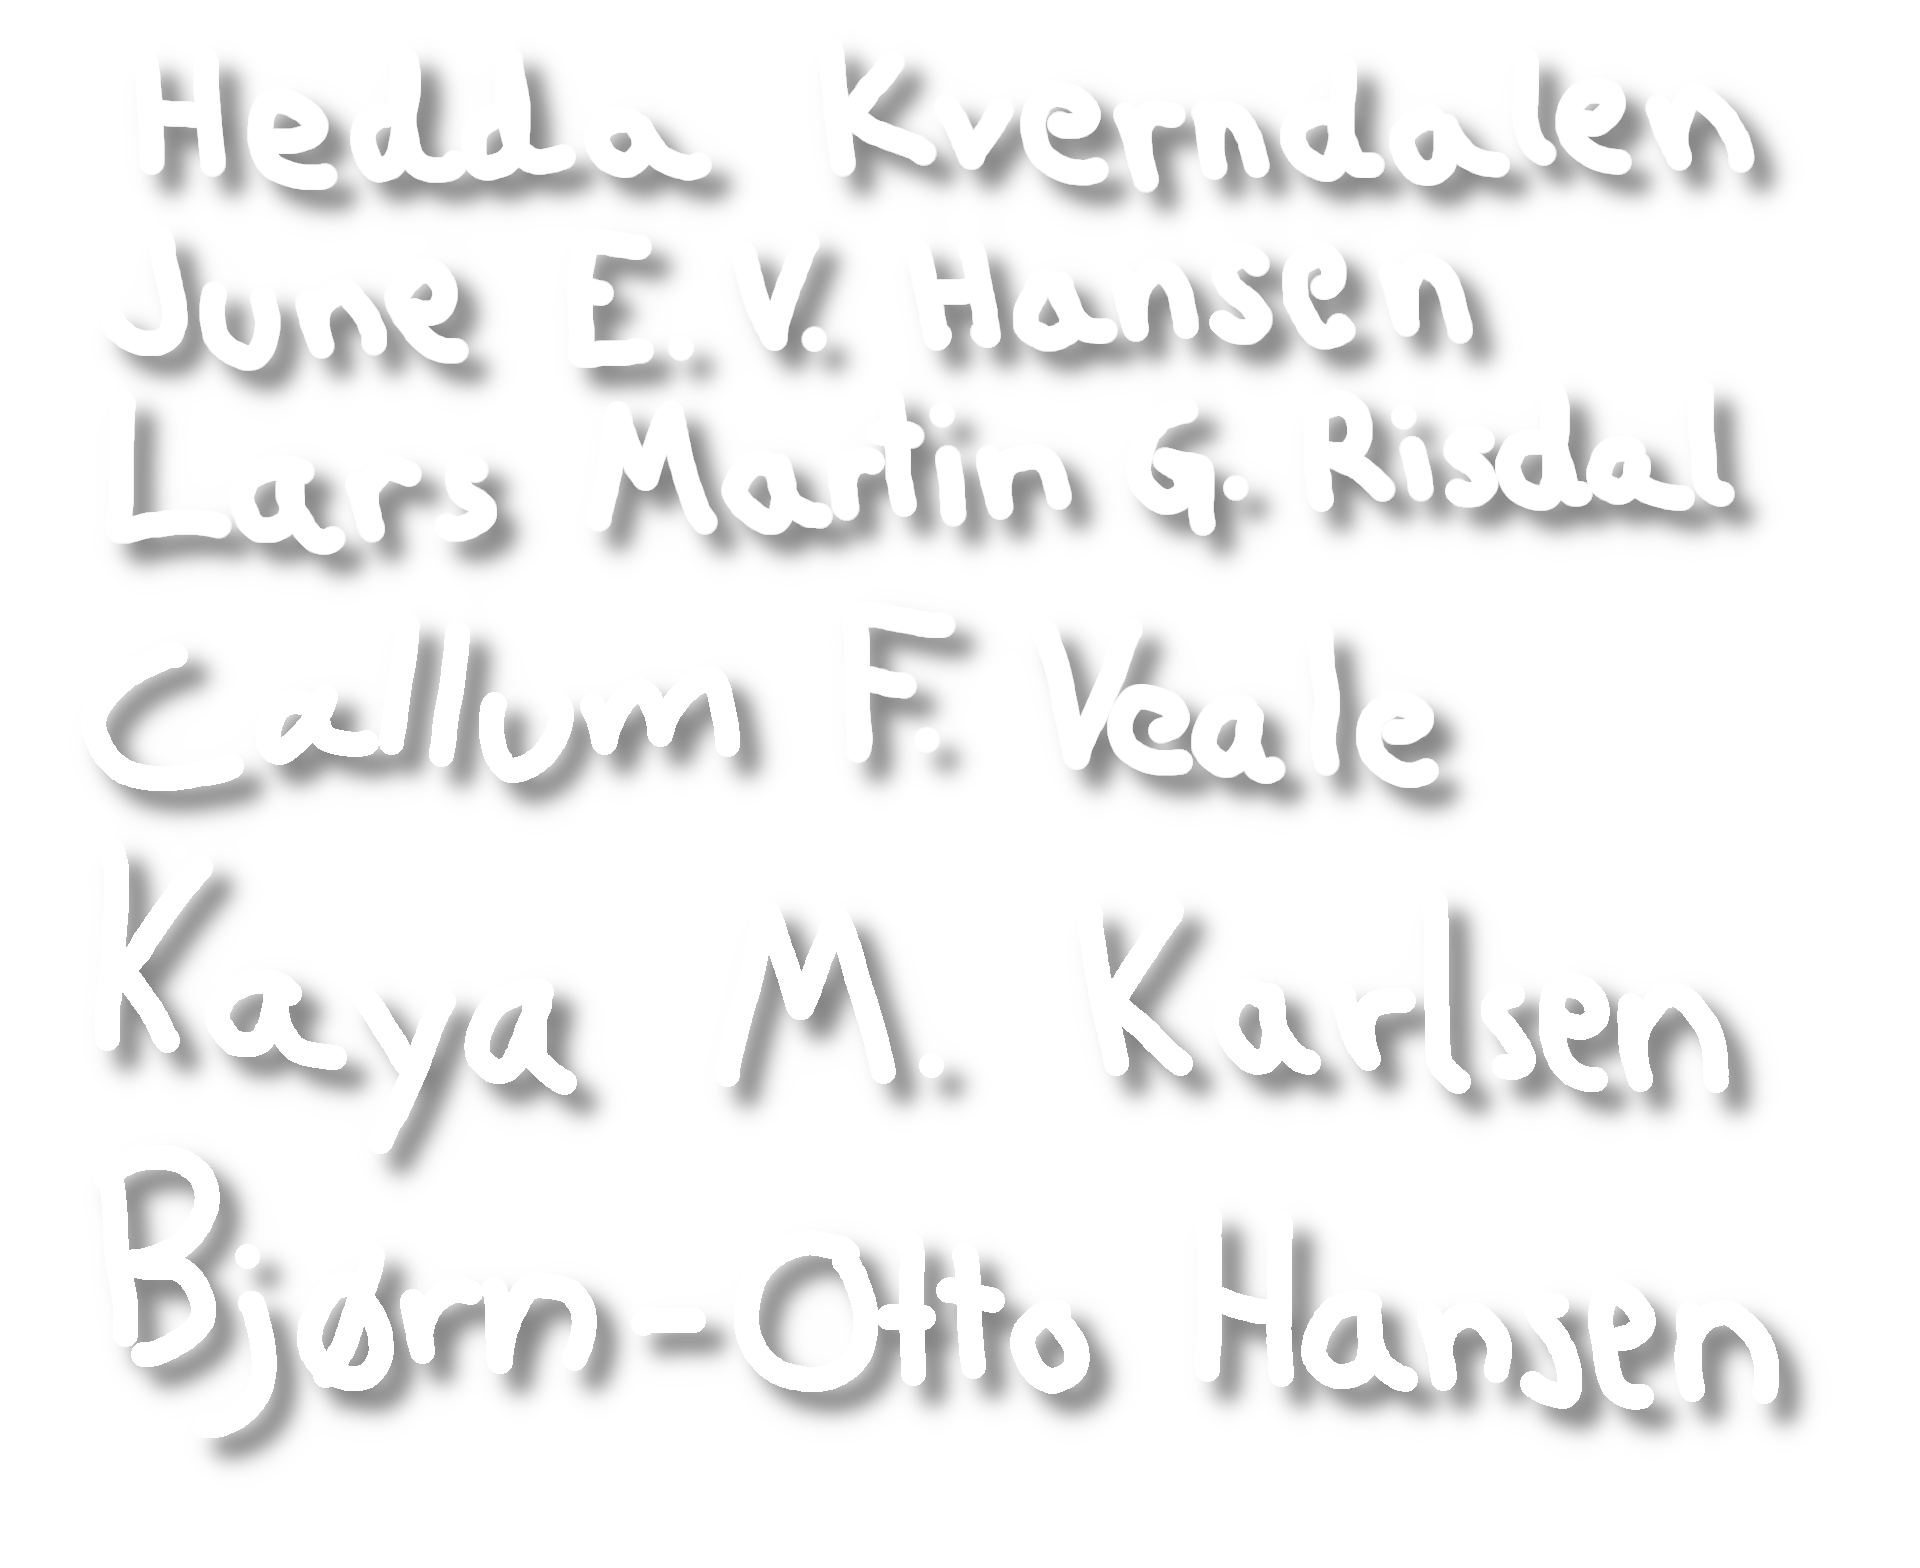 Hedda Kverndalen
June E. V. Hansen
Lars Martin G. Risdal
Callum F. Veale
Kaya M. Karlsen
Bjørn-Otto Hansen